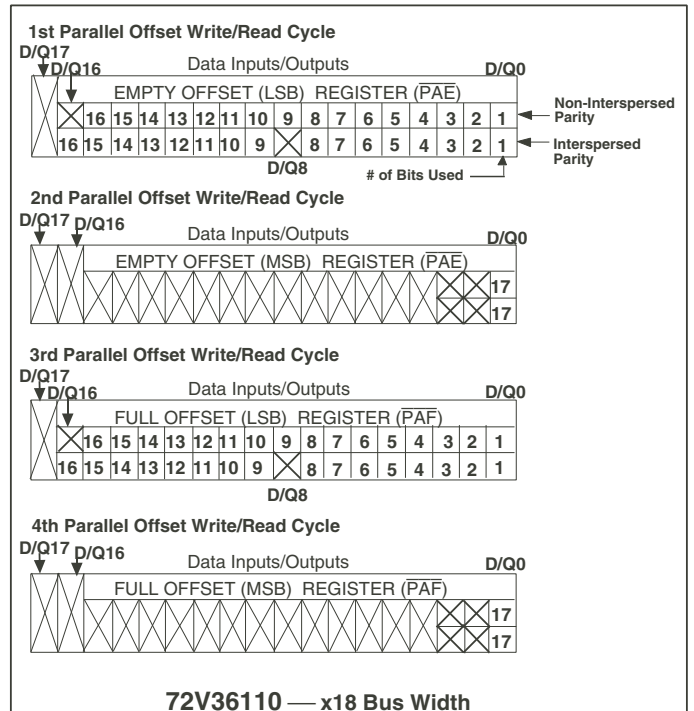 1st Parallel Offset Write/Read Cycle
D/Q17
D/Q16
Data Inputs/Outputs
D/Q0
EMPTY OFFSET (LSB) REGISTER (PAE)
16 15 14 13 12 11 10 9 8 7 6 5 4 3 2 1
Non-Interspersed
Parity
16 15 14 13 12 11 10 9 8 7 6 5 4 3 2 1
Interspersed
Parity
D/Q8
# of Bits Used
2nd Parallel Offset Write/Read Cycle
D/Q17
D/Q16
Data Inputs/Outputs
D/Q0
EMPTY OFFSET (MSB) REGISTER (PAE)
17
17
3rd Parallel Offset Write/Read Cycle
D/Q17
D/Q16
Data Inputs/Outputs
D/Q0
FULL OFFSET (LSB) REGISTER (PAF)
16 15 14 13 12 11 10 9 8 7 6 5 4 3 2 1
16 15 14 13 12 11 10 9 8 7 6 5 4 3 2 1
D/Q8
4th Parallel Offset Write/Read Cycle
D/Q17
D/Q16
Data Inputs/Outputs
D/Q0
FULL OFFSET (MSB) REGISTER (PAF)
17
17
72V36110 — x18 Bus Width